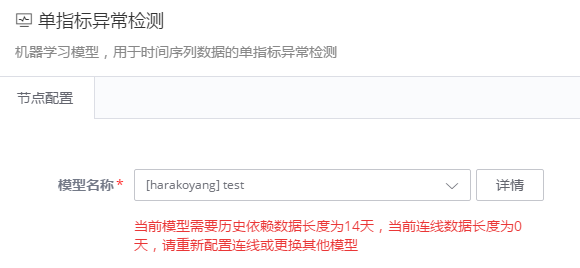 单指标异常检测
机器学习模型，用于时间序列数据的单指标异常检测
节点配置
模型名称* [harakoyang] test 详情
当前模型需要历史依赖数据长度为14天，当前连线数据长度为0
天，请重新配置连线或更换其他模型